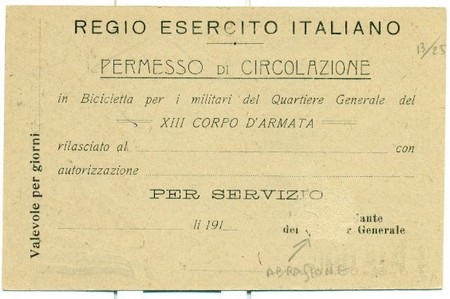 REGIO ESERCITO ITALIANO
B/25
PERMESSO DI CIRCOLAZIONE
in Bicicletta per i militari del Quartiere Generale del
XIII CORPO D'ARMATA
rilasciato al con
autorizzazione
PER SERVIZIO
li 191
ante
del r Generale
Valevole per giorni
ABRASIONE